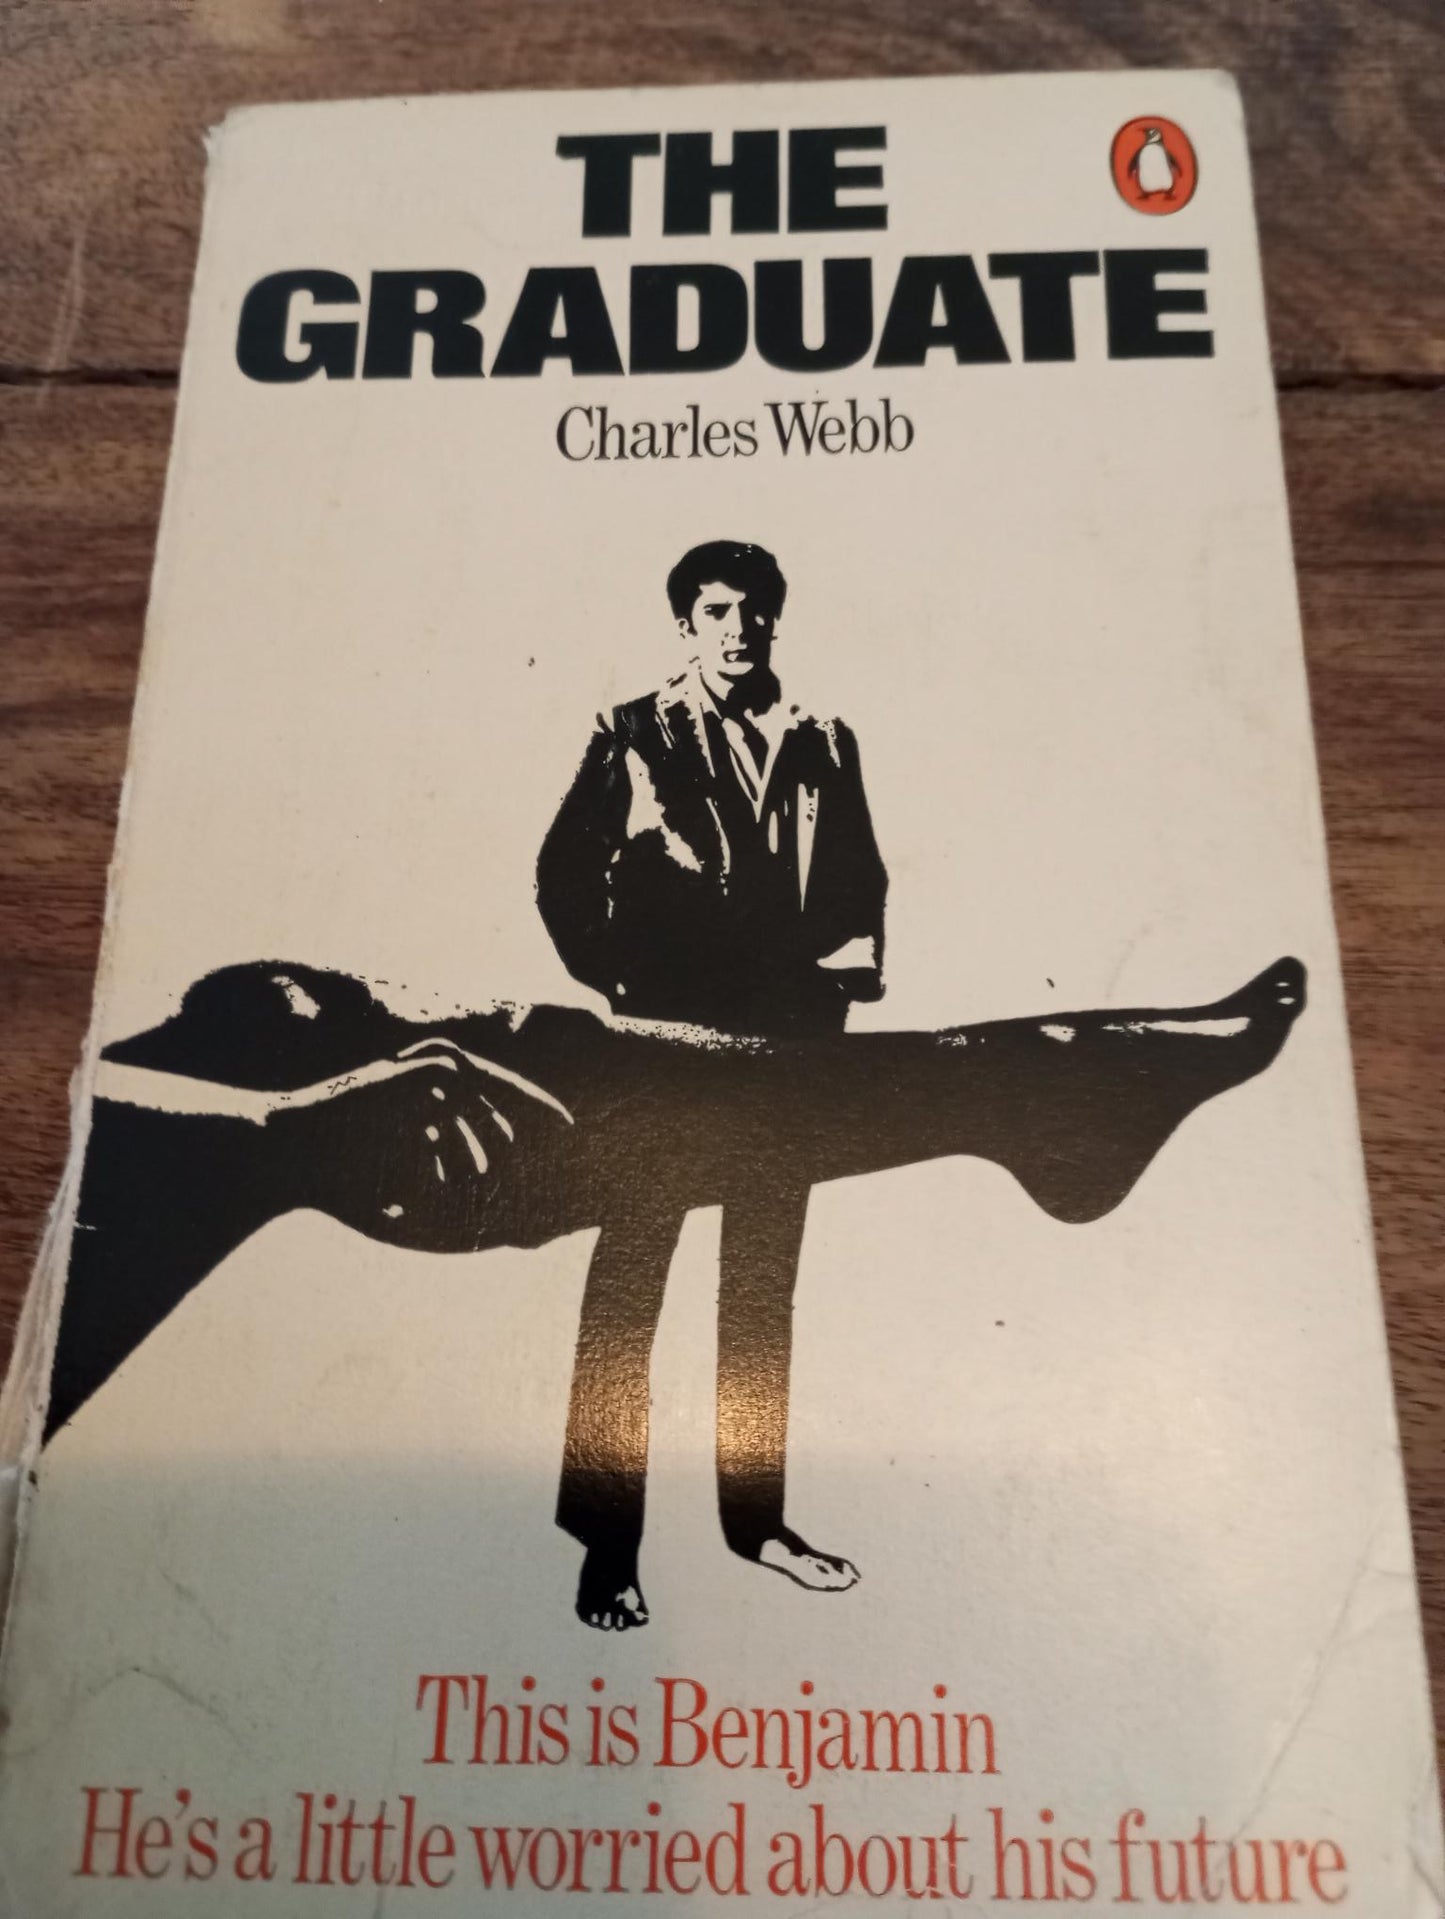 THE
GRADUATE
Charles Webb
This is Benjamin
He's a little worried about his future